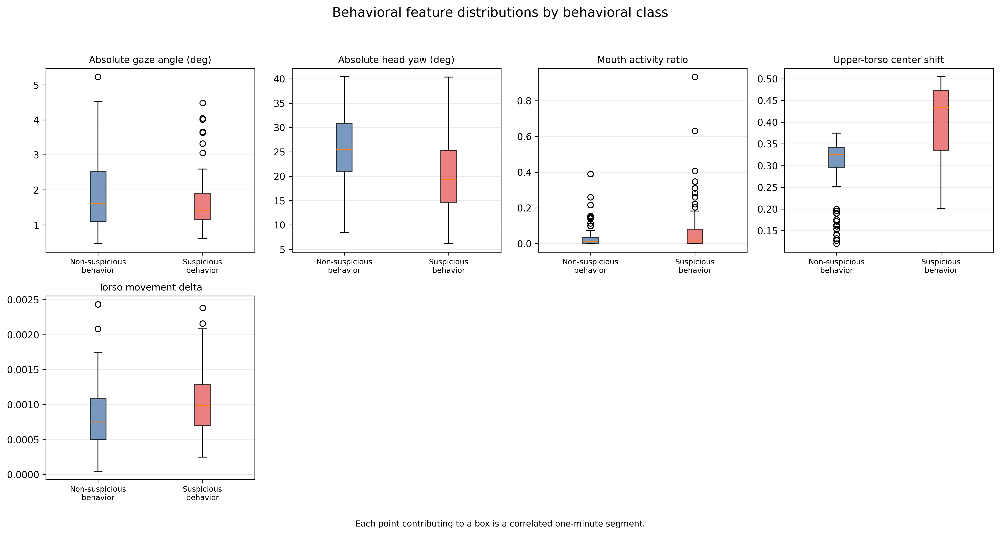 Behavioral feature distributions by behavioral class
Absolute gaze angle (deg)
5
4
3
2
1
Non-suspicious
behavior
Suspicious
behavior
Absolute head yaw (deg)
40
35
30
25
20
15
10
5
Non-suspicious
behavior
Suspicious
behavior
Mouth activity ratio
0.8
0.6
0.4
0.2
0.0
Non-suspicious
behavior
Suspicious
behavior
Upper-torso center shift
0.50
0.45
0.40
0.35
0.30
0.25
0.20
0.15
Non-suspicious
behavior
Suspicious
behavior
Torso movement delta
0.0025
0.0020
0.0015
0.0010
0.0005
0.0000
Non-suspicious
behavior
Suspicious
behavior
Each point contributing to a box is a correlated one-minute segment.